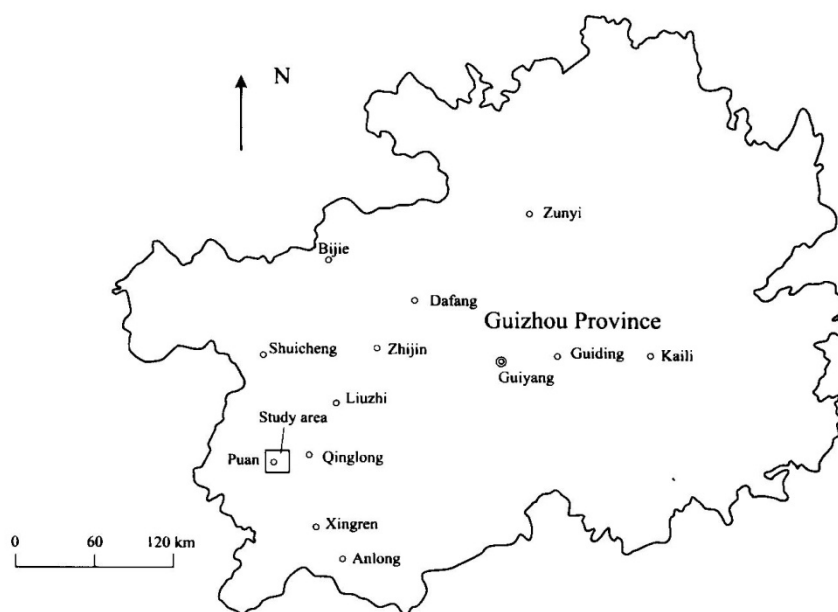 N
Zunyi
Bijie
Dafang
Guizhou Province
Shuicheng
Zhijin
Guiding
Kaili
Guiyang
Liuzhi
Study area
Puan
Qinglong
Xingren
0 60 120 km
Anlong